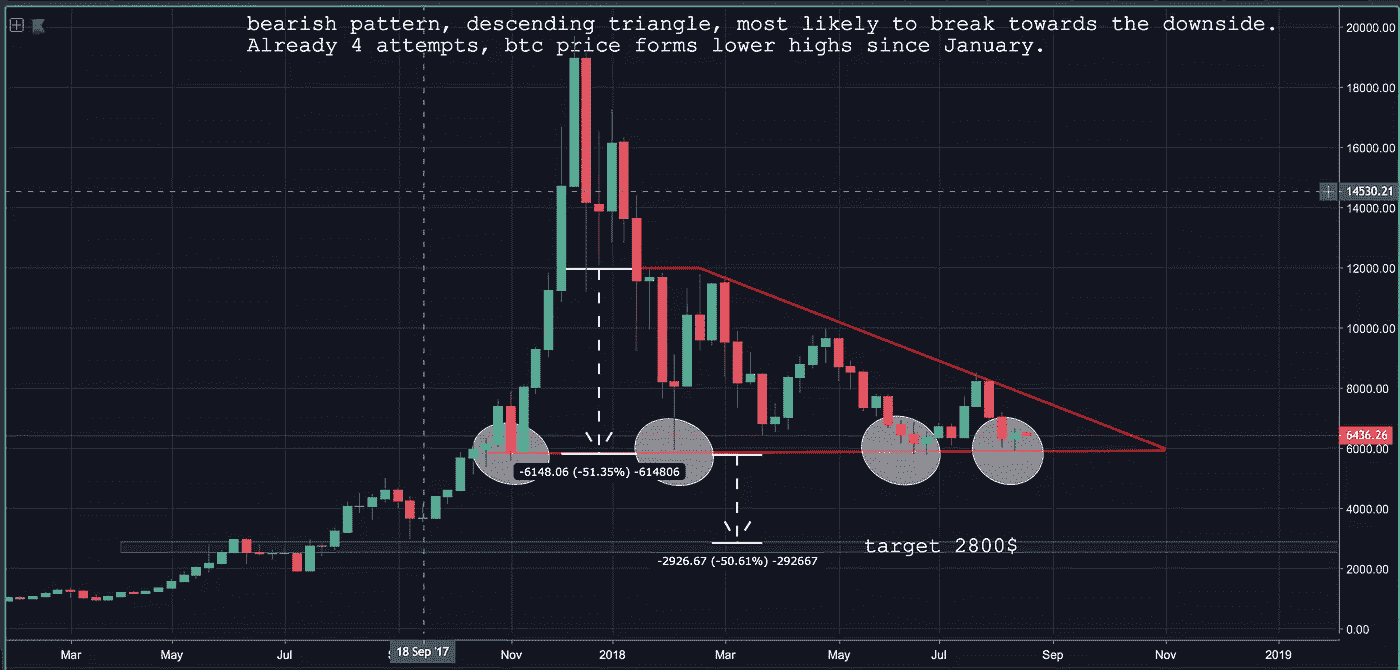 bearish pattern, descending triangle, most likely to break towards the downside.
Already 4 attempts, btc price forms lower highs since January.
20000.00
18000.00
16000.00
14530.21
14000.00
12000.00
10000.00
8000.00
6436.26
6000.00
-6148.06 (-51.35%) -614806
4000.00
target 2800$
-2926.67 (-50.61%) -292667
2000.00
0.00
Mar May Jul 18 Sep '17 Nov 2018 Mar May Jul Sep Nov 2019